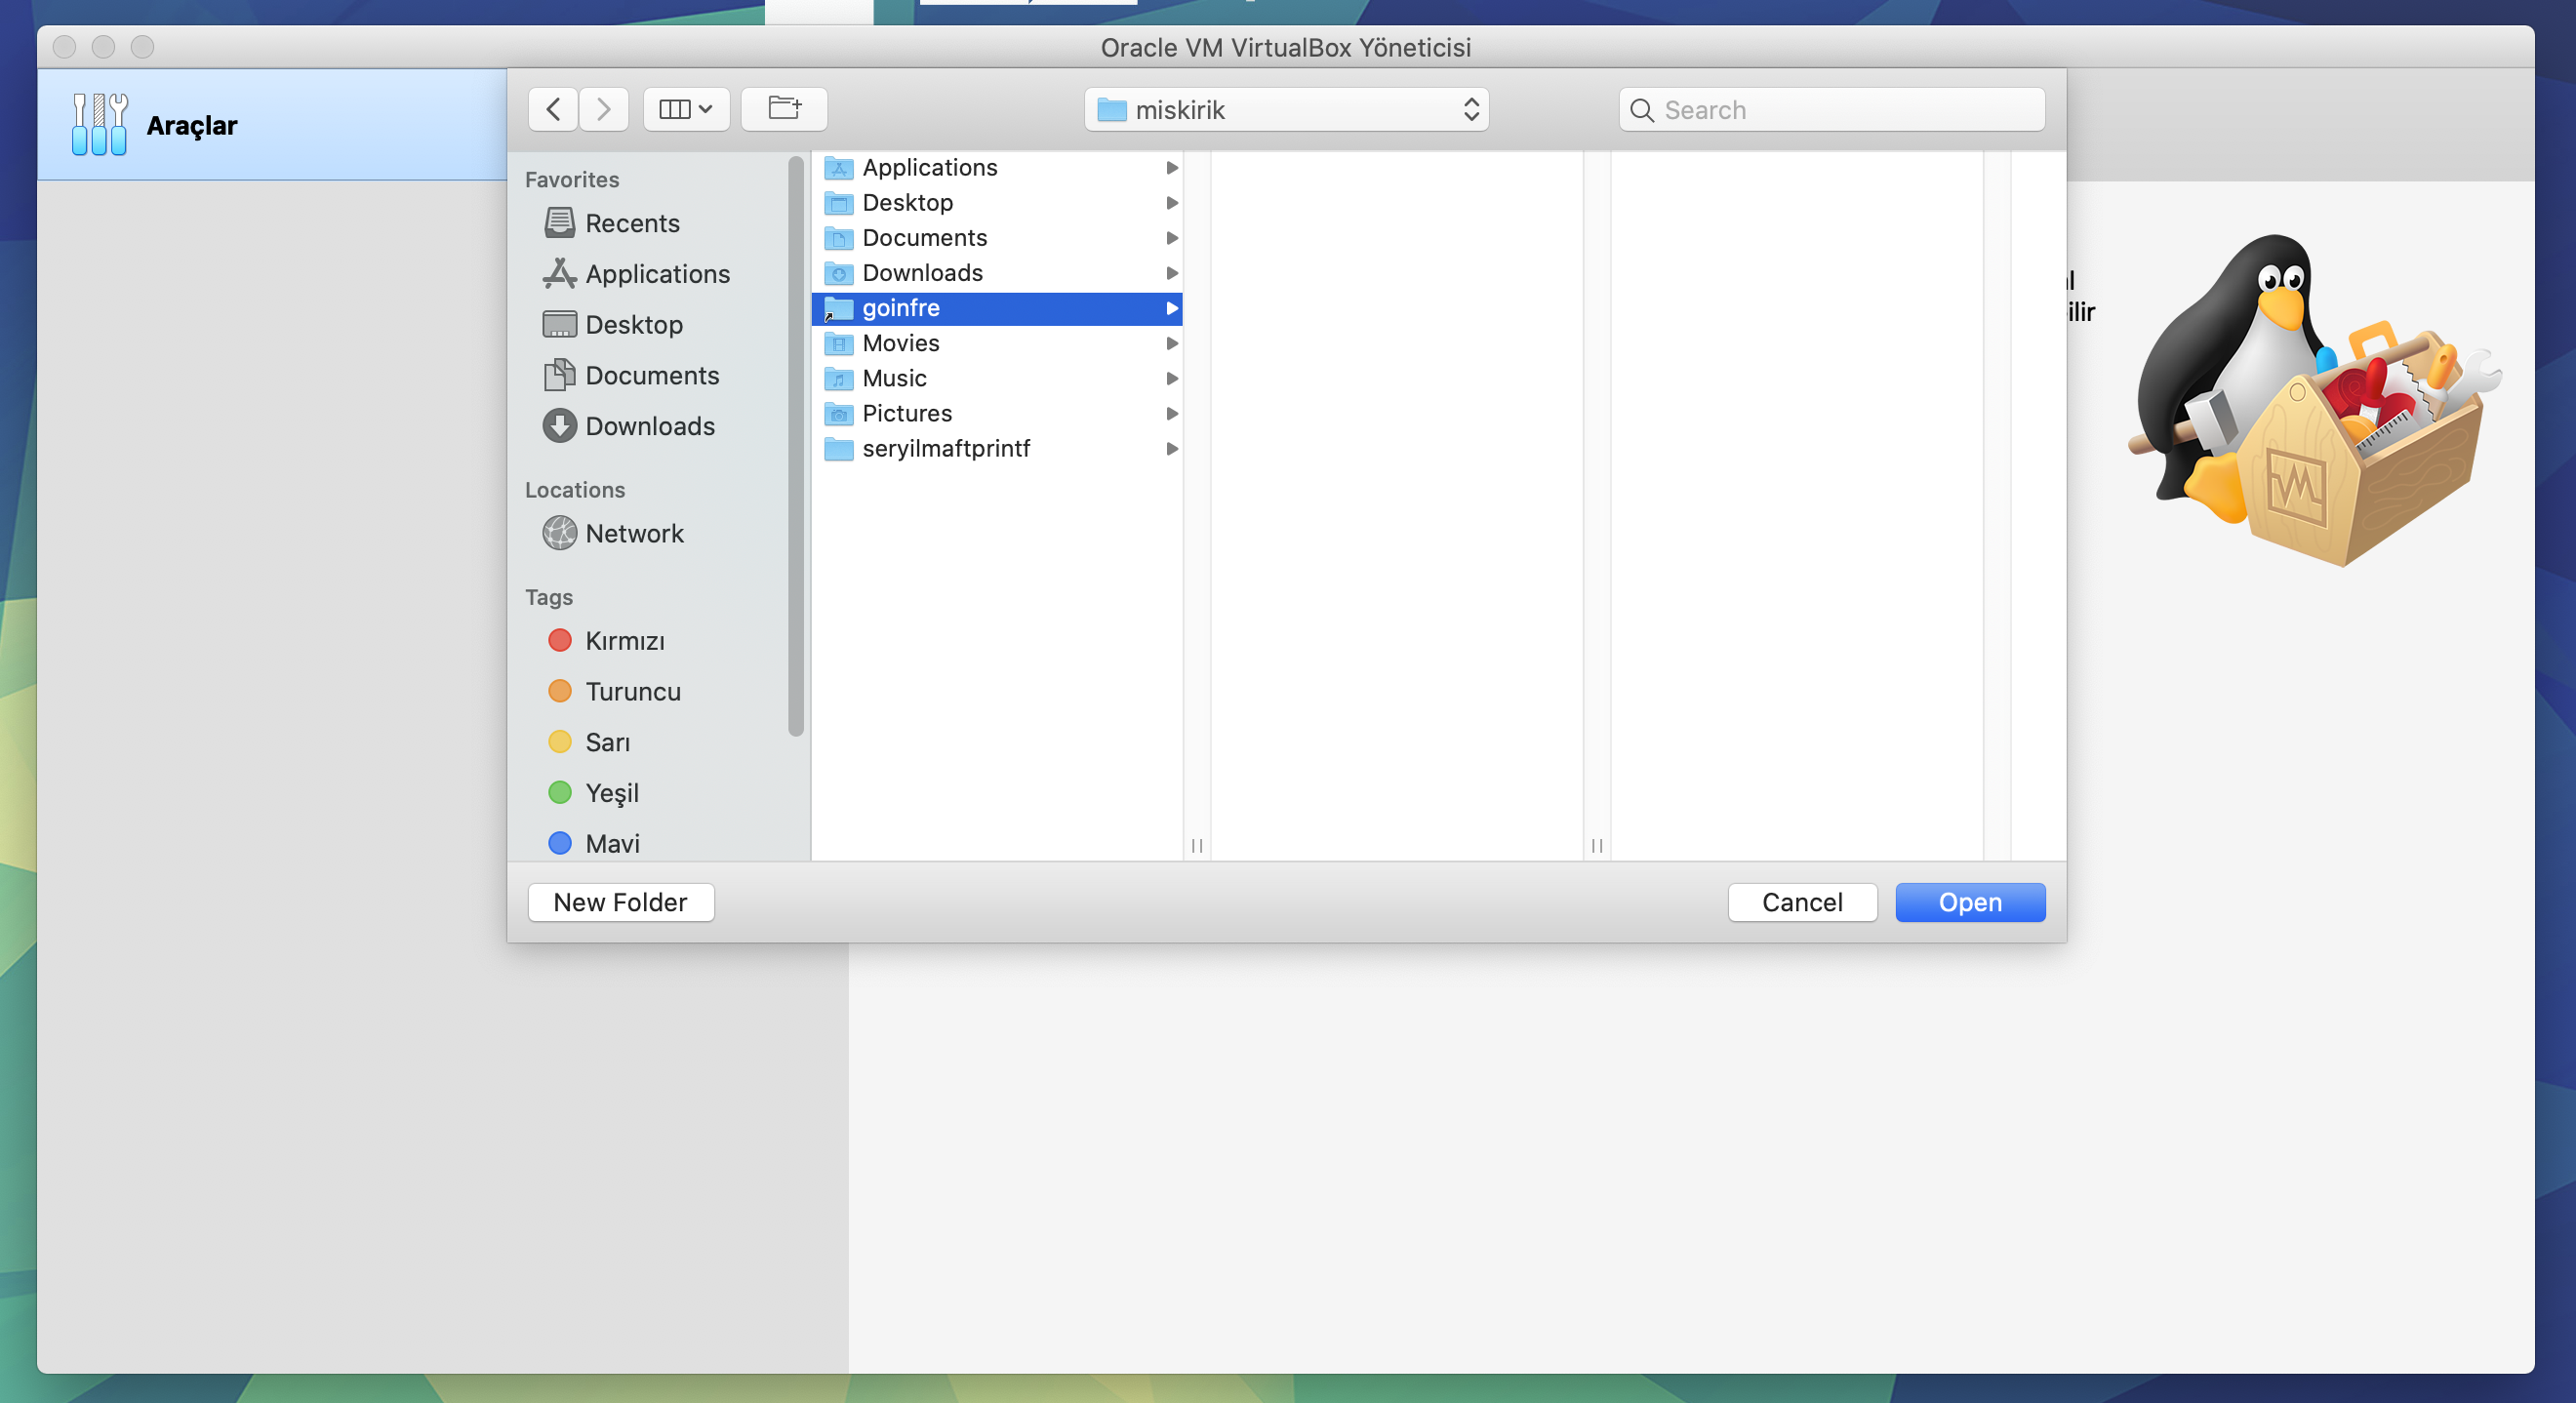 Oracle VM VirtualBox Yöneticisi
Araçlar
miskirik
Search
Favorites
Recents
Applications
Desktop
Documents
Downloads
Locations
Network
Tags
Kırmızı
Turuncu
Sarı
Yeşil
Mavi
Applications
Desktop
Documents
Downloads
goinfre
Movies
Music
Pictures
seryilmaftprintf
New Folder
Cancel
Open